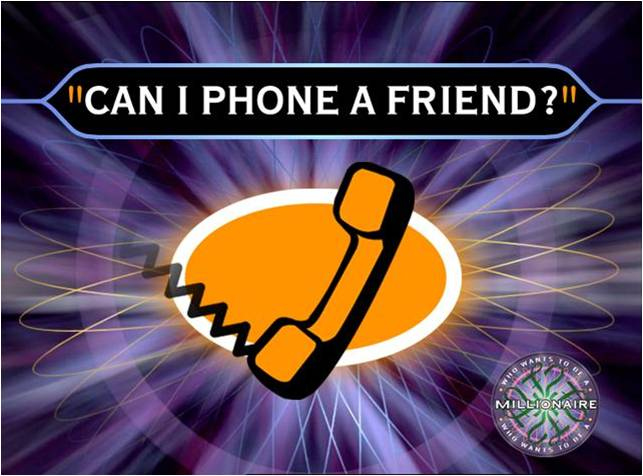 "CAN I PHONE A FRIEND?"
WHO WANTS TO BE A
MILLIONAIRE
WHO WANTS TO BE A